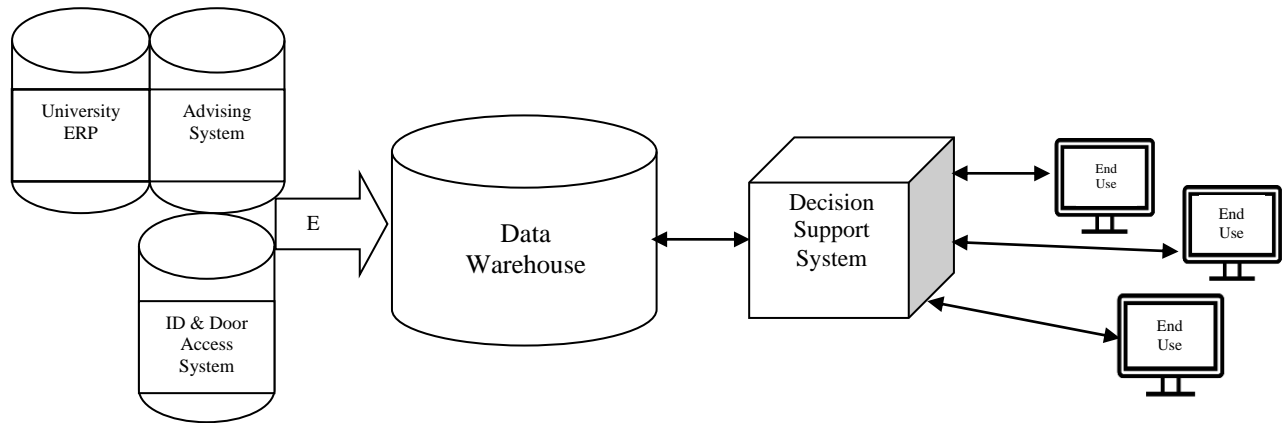 University
ERP
Advising
System
ID & Door
Access
System
E
Data
Warehouse
Decision
Support
System
End
Use
End
Use
End
Use